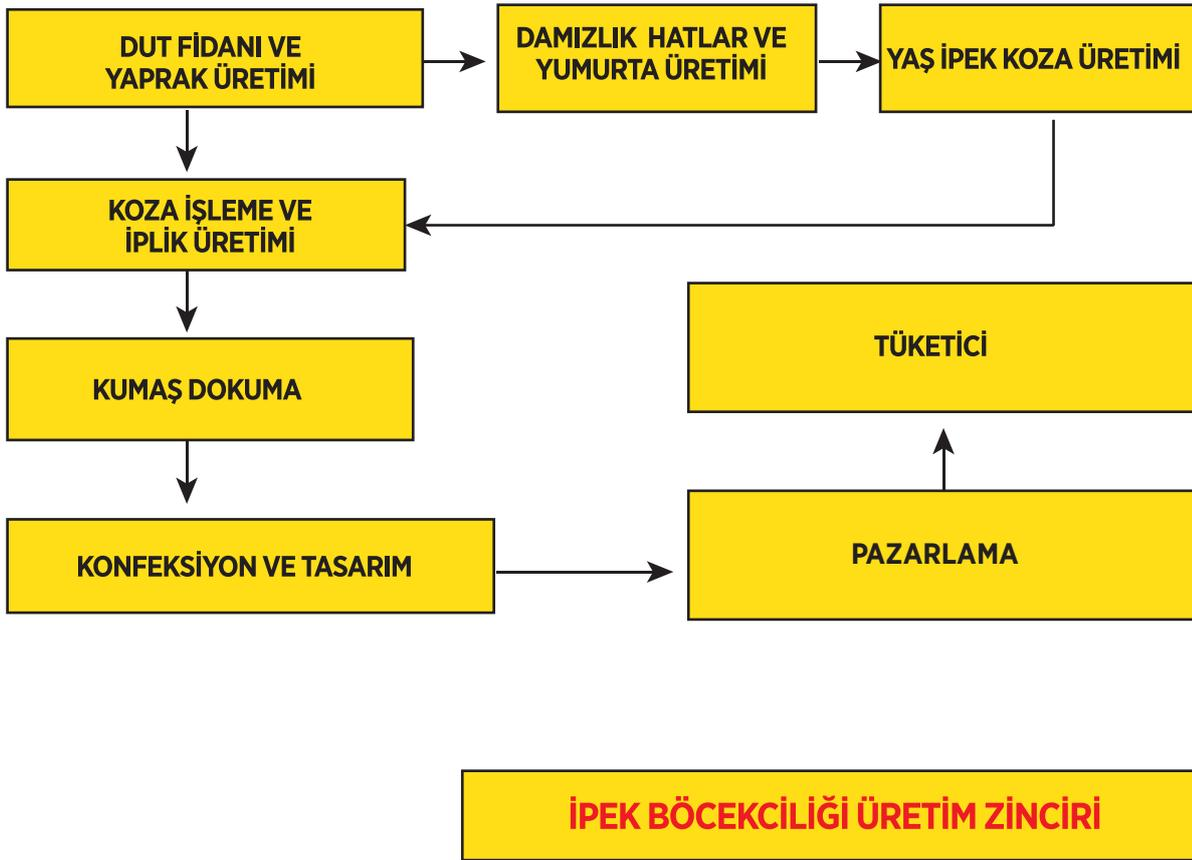 DUT FİDANI VE
YAPRAK ÜRETİMİ
DAMIZLIK HATLAR VE
YUMURTA ÜRETİMİ
YAŞ İPEK KOZA ÜRETİMİ
KOZA İŞLEME VE
İPLİK ÜRETİMİ
KUMAŞ DOKUMA
KONFEKSİYON VE TASARIM
PAZARLAMA
TÜKETİCİ
İPEK BÖCEKCİLİĞİ ÜRETİM ZİNCİRİ